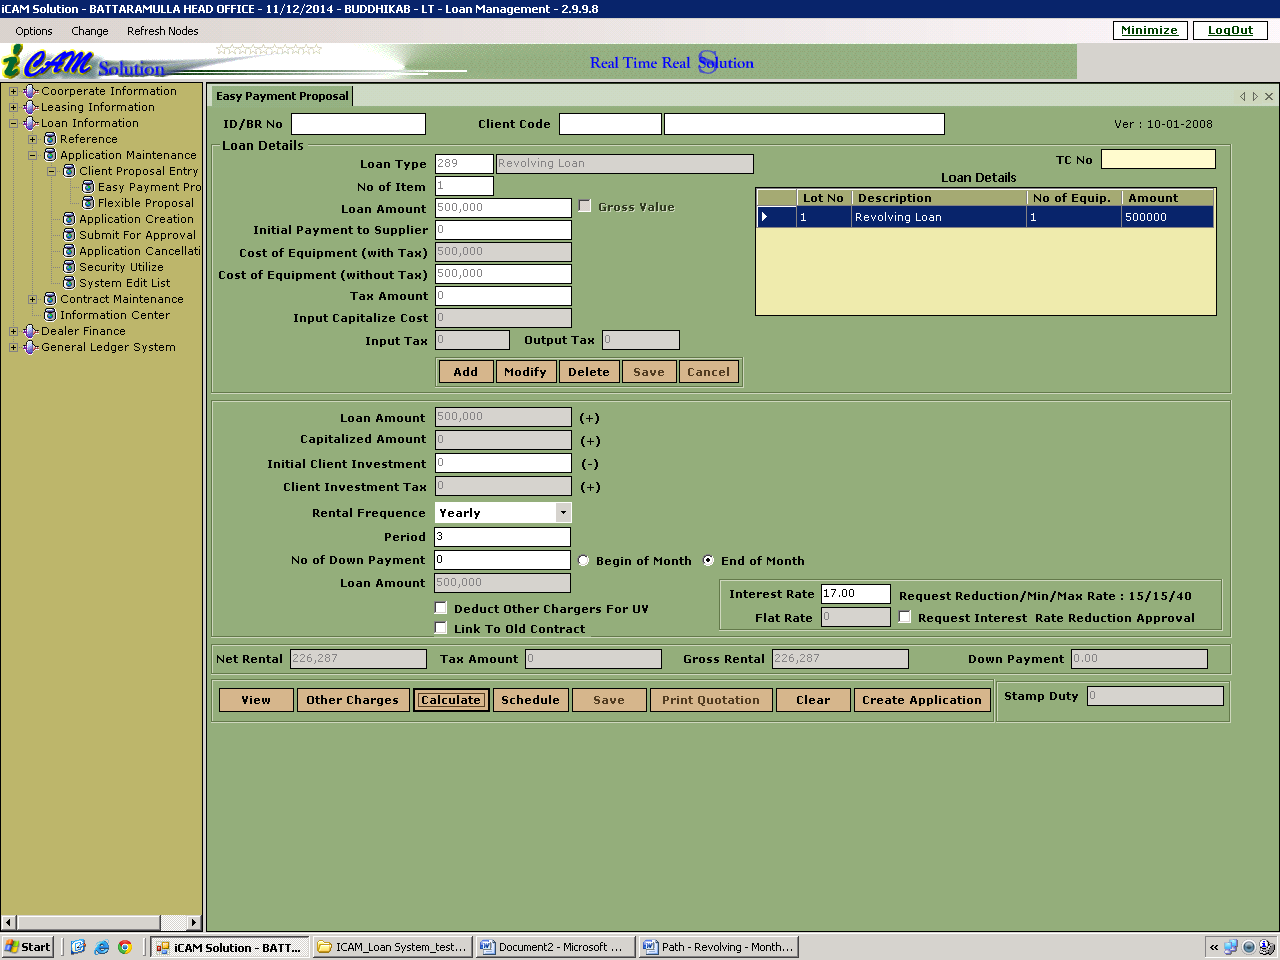 iCAM Solution - BATTARAMULLA HEAD OFFICE - 11/12/2014 - BUDDHIKAB - LT - Loan Management - 2.9.9.8
Options Change Refresh Nodes Minimize LogOut
iCAM Solution Real Time Real Solution
Coorperate Information
Leasing Information
Loan Information
Reference
Application Maintenance
Client Proposal Entry
Easy Payment Pro
Flexible Proposal
Application Creation
Submit For Approval
Application Cancellati
Security Utilize
System Edit List
Contract Maintenance
Information Center
Dealer Finance
General Ledger System
Easy Payment Proposal
ID/BR No Client Code Ver : 10-01-2008
Loan Details
Loan Type 289 Revolving Loan TC No
No of Item 1
Loan Amount 500,000 Gross Value
Initial Payment to Supplier 0
Cost of Equipment (with Tax) 500,000
Cost of Equipment (without Tax) 500,000
Tax Amount 0
Input Capitalize Cost 0
Input Tax 0 Output Tax 0
Add Modify Delete Save Cancel
Loan Details
Lot No Description No of Equip. Amount
1 Revolving Loan 1 500000
Loan Amount 500,000 (+)
Capitalized Amount 0 (+)
Initial Client Investment 0 (-)
Client Investment Tax 0 (+)
Rental Frequence Yearly
Period 3
No of Down Payment 0 Begin of Month End of Month
Loan Amount 500,000
Deduct Other Chargers For UV
Link To Old Contract
Interest Rate 17.00 Request Reduction/Min/Max Rate : 15/15/40
Flat Rate 0 Request Interest Rate Reduction Approval
Net Rental 226,287 Tax Amount 0 Gross Rental 226,287 Down Payment 0.00
View Other Charges Calculate Schedule Save Print Quotation Clear Create Application Stamp Duty 0
Start iCAM Solution - BATT... ICAM_Loan System_test... Document2 - Microsoft ... Path - Revolving - Month... «